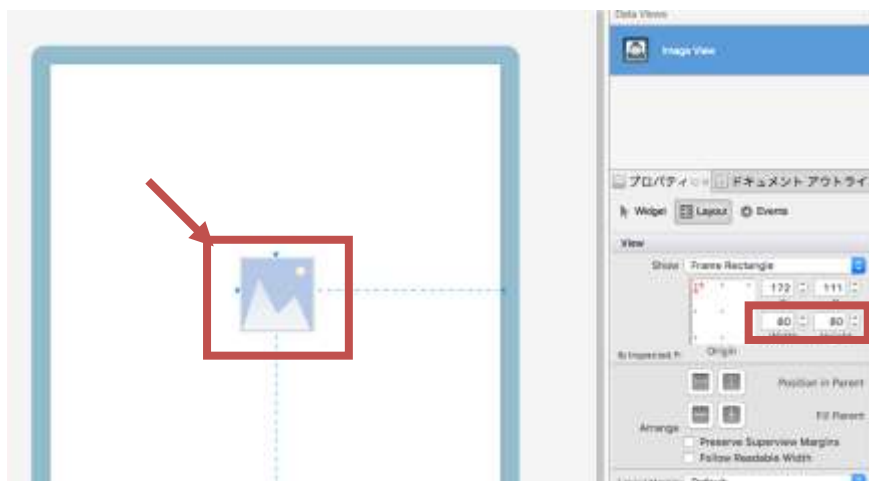 Data Views
Image View
プロパティ
ドキュメント アウトライ
Widget
Layout
Events
View
Show
Frame Rectangle
172
111
80
80
Origin
Position in Parent
Fill Parent
Arrange
Preserve Superview Margins
Follow Readable Width
Default